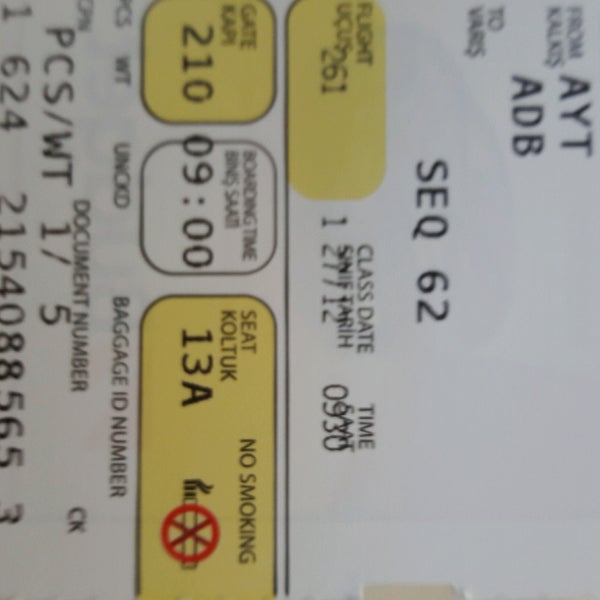 FROM
KALKIŞ
AYT
TO
VARIŞ
ADB
SEQ 62
FLIGHT CLASS DATE TIME
UÇUŞ SINIF TARİH SAAT
261 1 27/12 0930
GATE BOARDING TIME SEAT NO SMOKING
KAPI BİNİŞ SAATİ KOLTUK
210 09:00 13A
PCS WT UNCKD BAGGAGE ID NUMBER
PCS/WT 1/ 5
CPN DOCUMENT NUMBER CK
1 624 2154088565 3